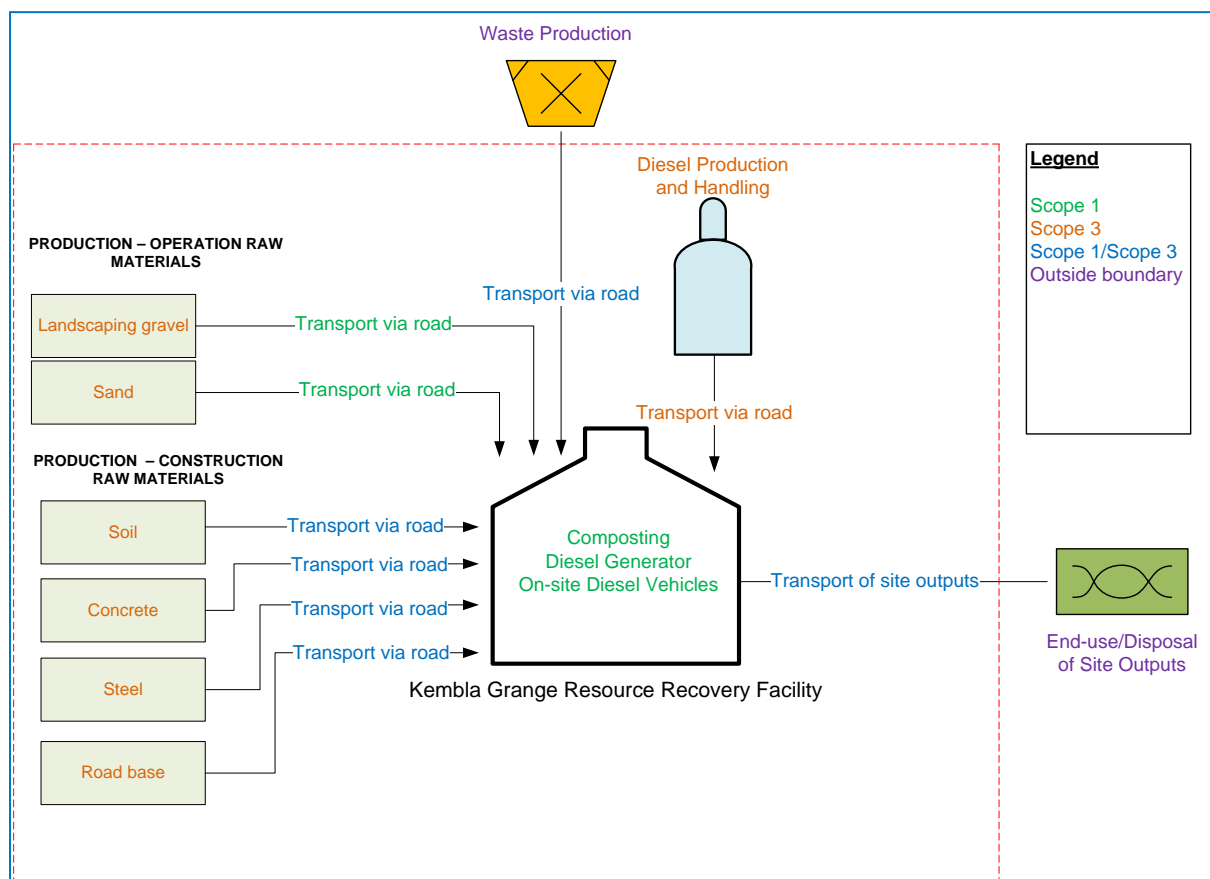 Waste Production
Diesel Production
and Handling
Legend
Scope 1
Scope 3
Scope 1/Scope 3
Outside boundary
PRODUCTION – OPERATION RAW
MATERIALS
Landscaping gravel
Transport via road
Transport via road
Sand
Transport via road
Transport via road
PRODUCTION – CONSTRUCTION
RAW MATERIALS
Soil
Transport via road
Concrete
Transport via road
Steel
Transport via road
Road base
Transport via road
Composting
Diesel Generator
On-site Diesel Vehicles
Transport of site outputs
End-use/Disposal
of Site Outputs
Kembla Grange Resource Recovery Facility